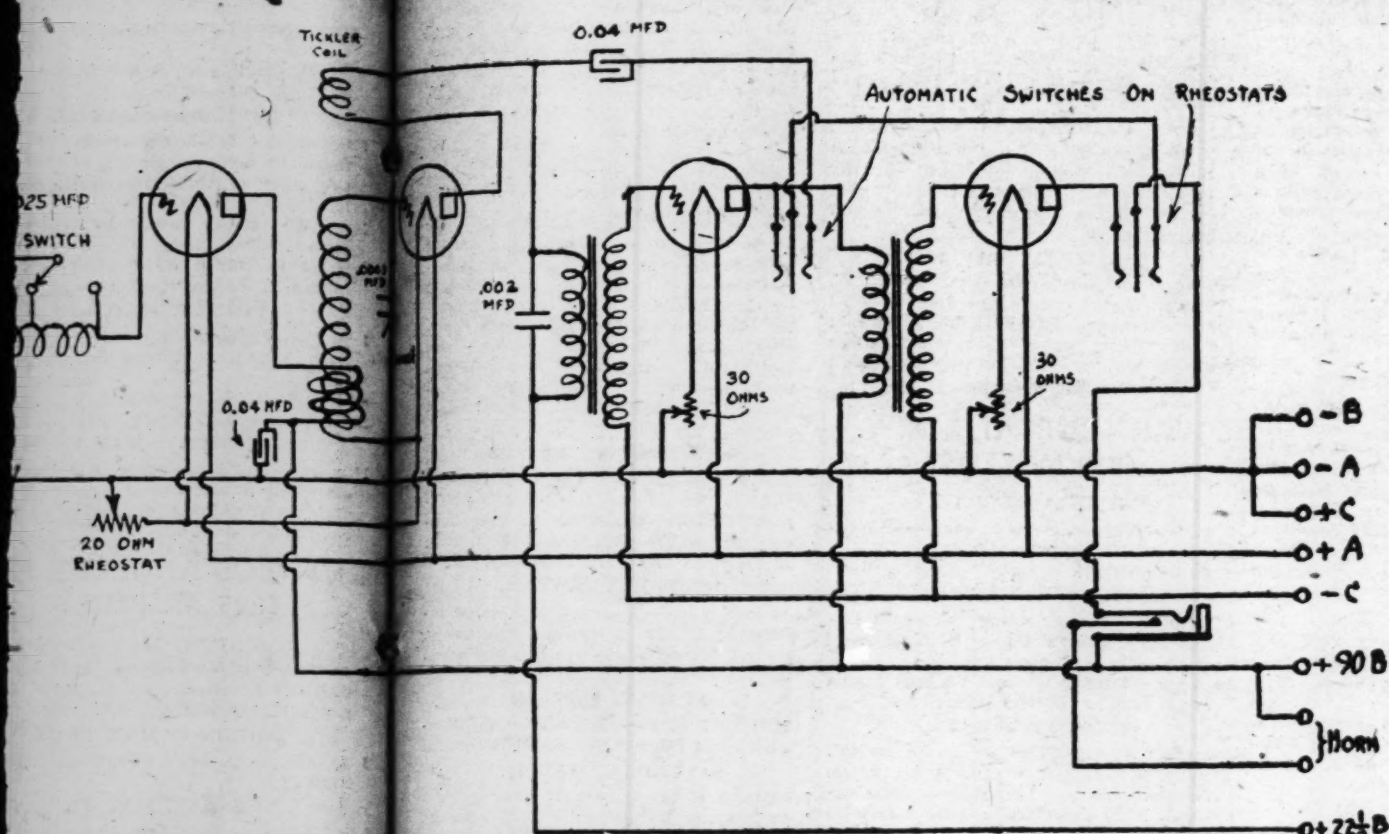 TICKLER
COIL
0.04 MFD
AUTOMATIC SWITCHES ON RHEOSTATS
025 MFD
SWITCH
.002
MFD
30
OHMS
30
OHMS
0.04 MFD
20 OHM
RHEOSTAT
- B
- A
+ C
+ A
- C
+ 90 B
HORN
+ 22½ B